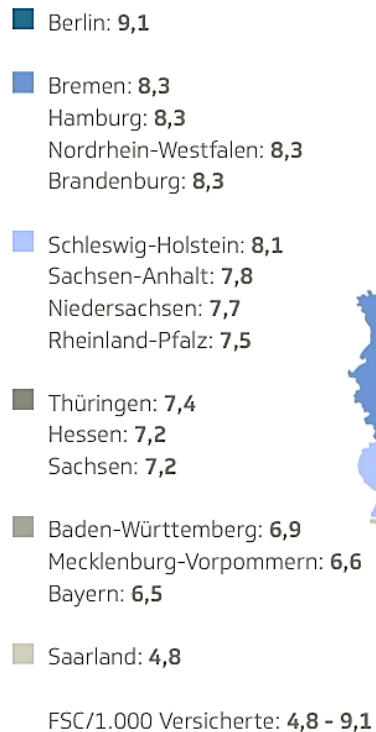 Berlin: 9,1
Bremen: 8,3
Hamburg: 8,3
Nordrhein-Westfalen: 8,3
Brandenburg: 8,3
Schleswig-Holstein: 8,1
Sachsen-Anhalt: 7,8
Niedersachsen: 7,7
Rheinland-Pfalz: 7,5
Thüringen: 7,4
Hessen: 7,2
Sachsen: 7,2
Baden-Württemberg: 6,9
Mecklenburg-Vorpommern: 6,6
Bayern: 6,5
Saarland: 4,8
FSC/1.000 Versicherte: 4,8 - 9,1